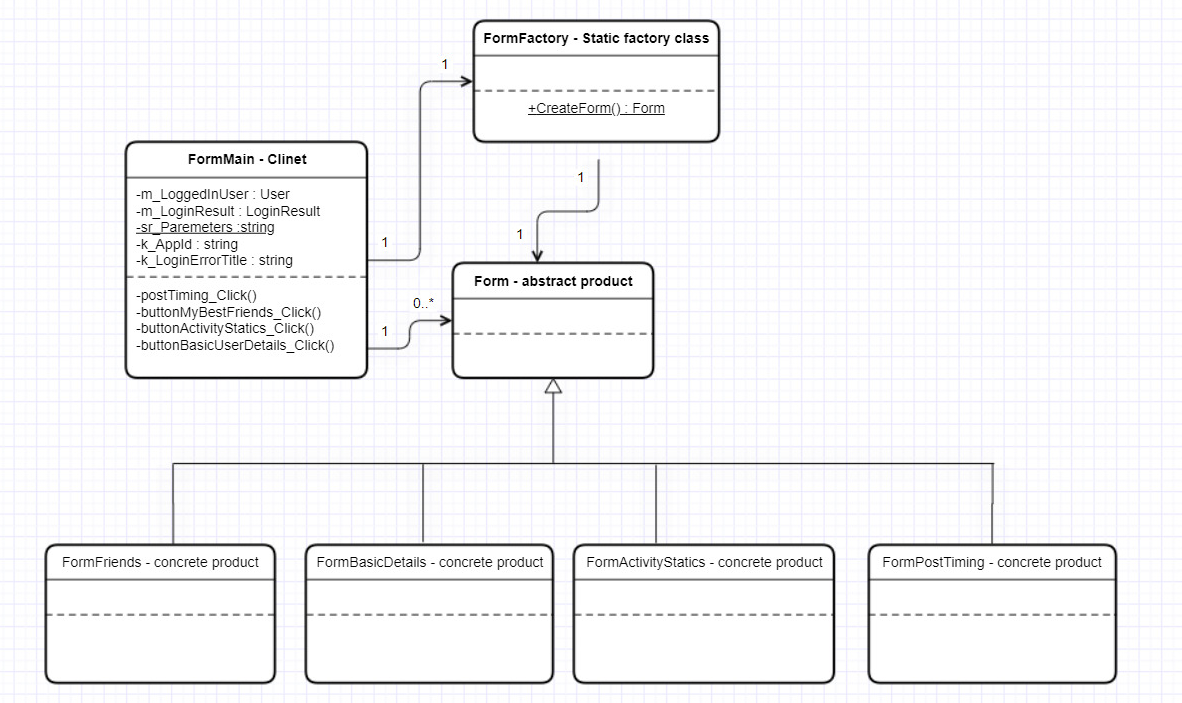 FormFactory - Static factory class
+CreateForm() : Form
1
1
FormMain - Clinet
-m_LoggedInUser : User
-m_LoginResult : LoginResult
-sr_Paremeters :string
-k_AppId : string
-k_LoginErrorTitle : string
-postTiming_Click()
-buttonMyBestFriends_Click()
-buttonActivityStatics_Click()
-buttonBasicUserDetails_Click()
1
1
1
0..*
Form - abstract product
FormFriends - concrete product
FormBasicDetails - concrete product
FormActivityStatics - concrete product
FormPostTiming - concrete product